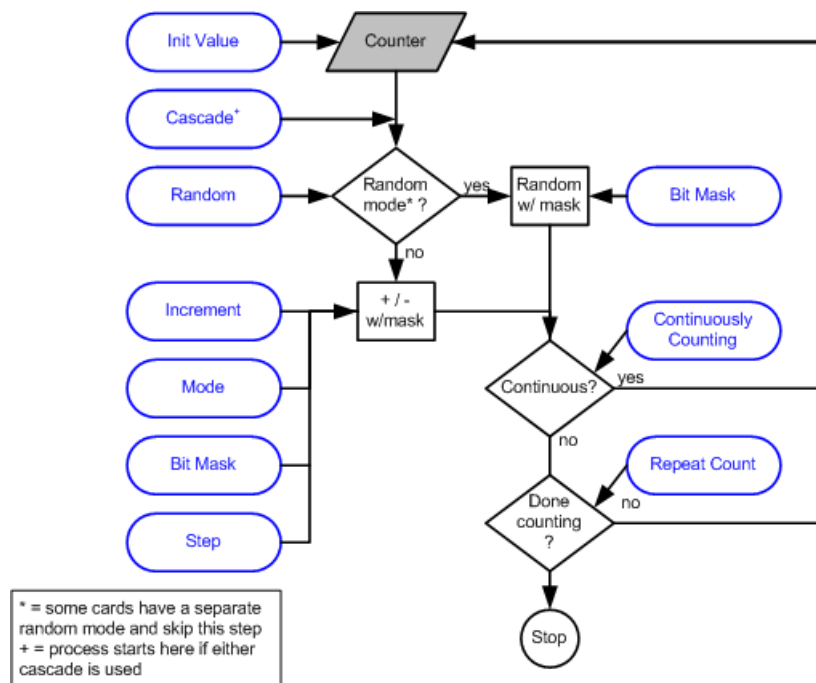 Init Value
Counter
Cascade+
Random
Random
mode* ?
yes
Random
w/ mask
Bit Mask
no
Increment
+ / -
w/mask
Continuously
Counting
Mode
Continuous?
yes
no
Bit Mask
Repeat Count
Step
Done
counting
?
no
Stop
* = some cards have a separate
random mode and skip this step
+ = process starts here if either
cascade is used